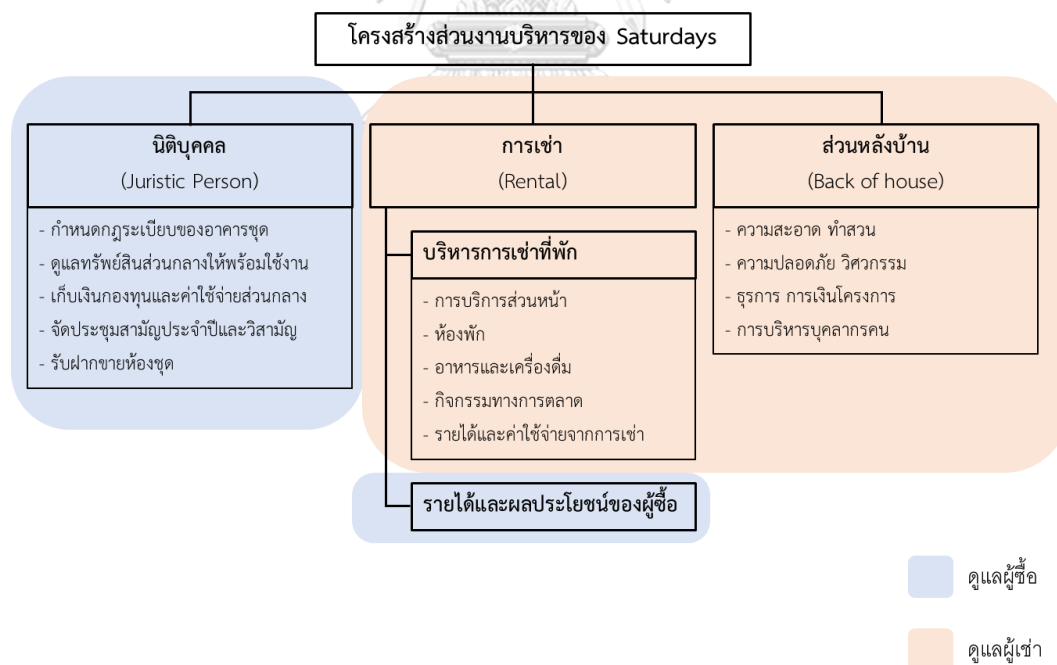 โครงสร้างส่วนงานบริหารของ Saturdays
นิติบุคคล
(Juristic Person)
- กำหนดกฎระเบียบของอาคารชุด
- ดูแลทรัพย์สินส่วนกลางให้พร้อมใช้งาน
- เก็บเงินกองทุนและค่าใช้จ่ายส่วนกลาง
- จัดประชุมสามัญประจำปีและวิสามัญ
- รับฝากขายห้องชุด
การเช่า
(Rental)
บริหารการเช่าที่พัก
- การบริการส่วนหน้า
- ห้องพัก
- อาหารและเครื่องดื่ม
- กิจกรรมทางการตลาด
- รายได้และค่าใช้จ่ายจากการเช่า
รายได้และผลประโยชน์ของผู้ซื้อ
ส่วนหลังบ้าน
(Back of house)
- ความสะอาด ทำสวน
- ความปลอดภัย วิศวกรรม
- ธุรการ การเงินโครงการ
- การบริหารบุคลากรคน
ดูแลผู้ซื้อ
ดูแลผู้เช่า